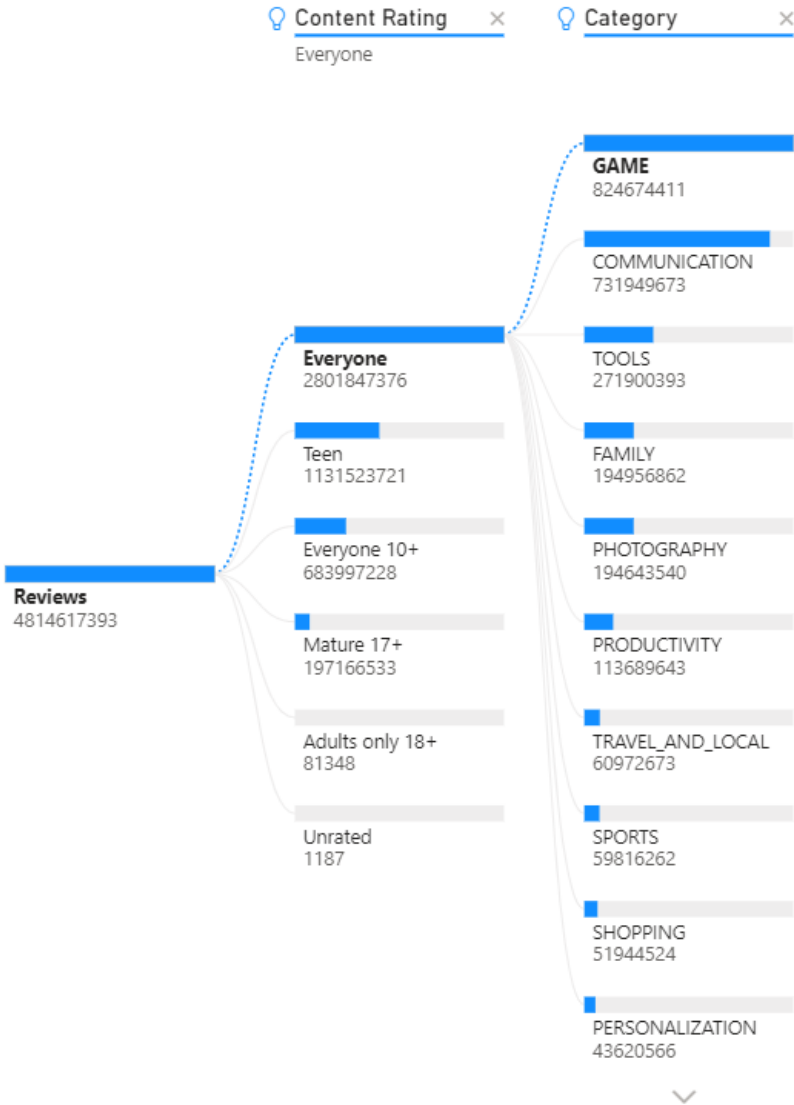 Content Rating
Everyone
Category
Reviews
4814617393
Everyone
2801847376
Teen
1131523721
Everyone 10+
683997228
Mature 17+
197166533
Adults only 18+
81348
Unrated
1187
GAME
824674411
COMMUNICATION
731949673
TOOLS
271900393
FAMILY
194956862
PHOTOGRAPHY
194643540
PRODUCTIVITY
113689643
TRAVEL_AND_LOCAL
60972673
SPORTS
59816262
SHOPPING
51944524
PERSONALIZATION
43620566